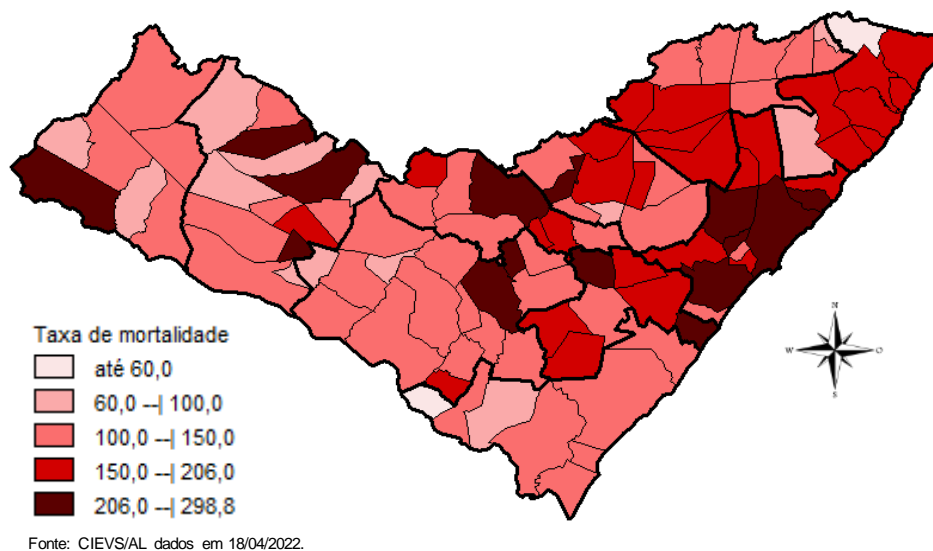 Taxa de mortalidade
até 60,0
60,0 --| 100,0
100,0 --| 150,0
150,0 --| 206,0
206,0 --| 298,8
N
W O
S
Fonte: CIEVS/AL dados em 18/04/2022.